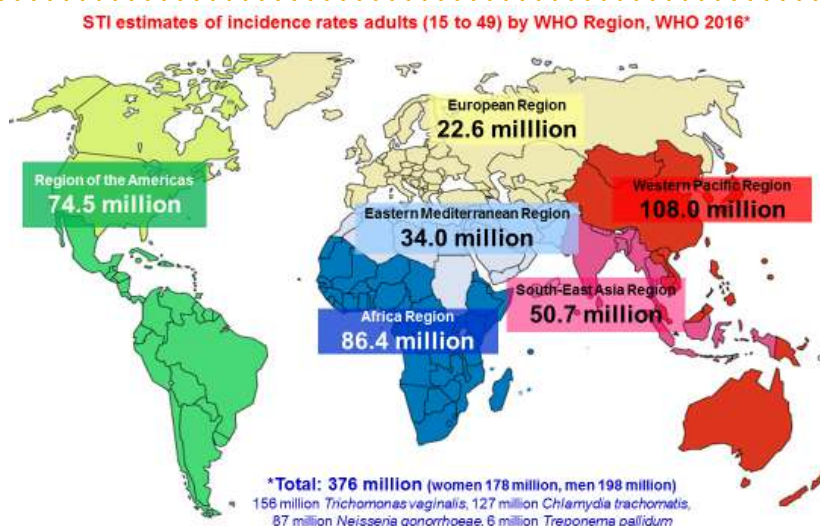 STI estimates of incidence rates adults (15 to 49) by WHO Region, WHO 2016*
European Region
22.6 milllion
Region of the Americas
74.5 million
Western Pacific Region
108.0 million
Eastern Mediterranean Region
34.0 million
South-East Asia Region
50.7 million
Africa Region
86.4 million
*Total: 376 million (women 178 million, men 198 million)
156 million Trichomonas vaginalis, 127 million Chlamydia trachomatis,
87 million Neisseria gonorrhoeae, 6 million Treponema pallidum